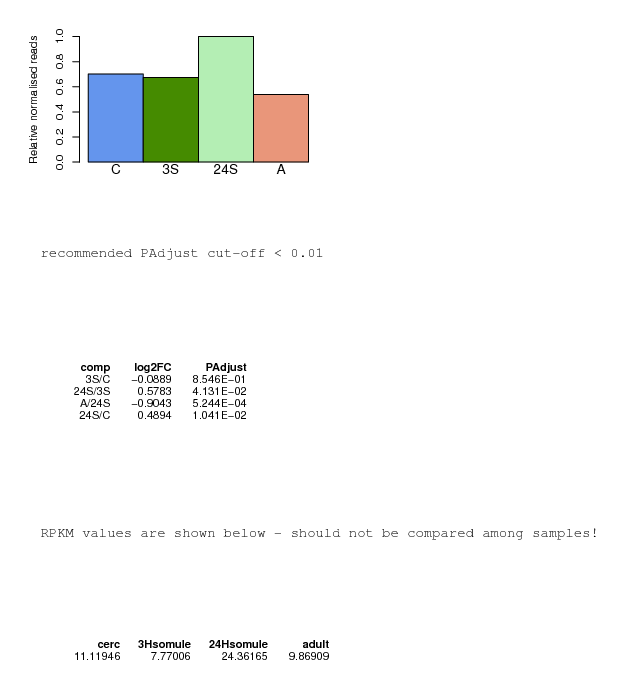 Relative normalised reads
1.0
0.8
0.6
0.4
0.2
0.0
C 3S 24S A
recommended PAdjust cut-off < 0.01
comp log2FC PAdjust
3S/C −0.0889 8.546E−01
24S/3S 0.5783 4.131E−02
A/24S −0.9043 5.244E−04
24S/C 0.4894 1.041E−02
RPKM values are shown below - should not be compared among samples!
cerc 3Hsomule 24Hsomule adult
11.11946 7.77006 24.36165 9.86909